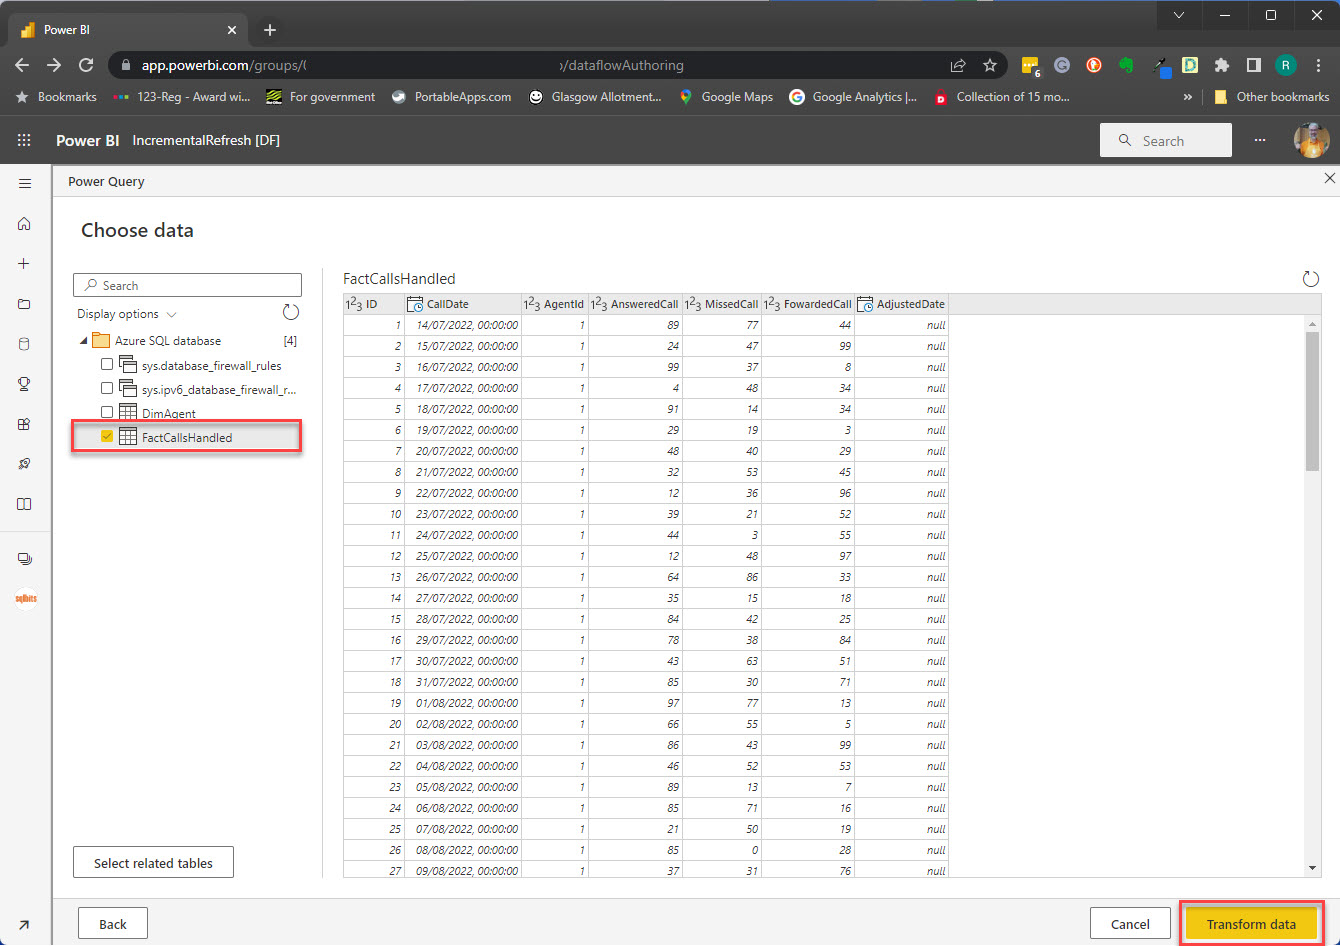 Power BI
app.powerbi.com/groups/
/dataflowAuthoring
6
R
Bookmarks
123-Reg - Award wi...
For government
PortableApps.com
Glasgow Allotment...
Google Maps
Google Analytics |...
Collection of 15 mo...
»
Other bookmarks
Power BI IncrementalRefresh [DF]
Search
Power Query
Choose data
Search
Display options
Azure SQL database [4]
sys.database_firewall_rules
sys.ipv6_database_firewall_r...
DimAgent
FactCallsHandled
sqlbits
Select related tables
FactCallsHandled
123 ID CallDate 123 AgentId 123 AnsweredCall 123 MissedCall 123 FowardedCall AdjustedDate
1 14/07/2022, 00:00:00 1 89 77 44 null
2 15/07/2022, 00:00:00 1 24 47 99 null
3 16/07/2022, 00:00:00 1 99 37 8 null
4 17/07/2022, 00:00:00 1 4 48 34 null
5 18/07/2022, 00:00:00 1 91 14 34 null
6 19/07/2022, 00:00:00 1 29 19 3 null
7 20/07/2022, 00:00:00 1 48 40 29 null
8 21/07/2022, 00:00:00 1 32 53 45 null
9 22/07/2022, 00:00:00 1 12 36 96 null
10 23/07/2022, 00:00:00 1 39 21 52 null
11 24/07/2022, 00:00:00 1 44 3 55 null
12 25/07/2022, 00:00:00 1 12 48 97 null
13 26/07/2022, 00:00:00 1 64 86 33 null
14 27/07/2022, 00:00:00 1 35 15 18 null
15 28/07/2022, 00:00:00 1 84 42 25 null
16 29/07/2022, 00:00:00 1 78 38 84 null
17 30/07/2022, 00:00:00 1 43 63 51 null
18 31/07/2022, 00:00:00 1 85 30 71 null
19 01/08/2022, 00:00:00 1 97 77 13 null
20 02/08/2022, 00:00:00 1 66 55 5 null
21 03/08/2022, 00:00:00 1 86 43 99 null
22 04/08/2022, 00:00:00 1 46 52 53 null
23 05/08/2022, 00:00:00 1 89 13 7 null
24 06/08/2022, 00:00:00 1 85 71 16 null
25 07/08/2022, 00:00:00 1 21 50 19 null
26 08/08/2022, 00:00:00 1 85 0 28 null
27 09/08/2022, 00:00:00 1 37 31 76 null
Back
Cancel
Transform data